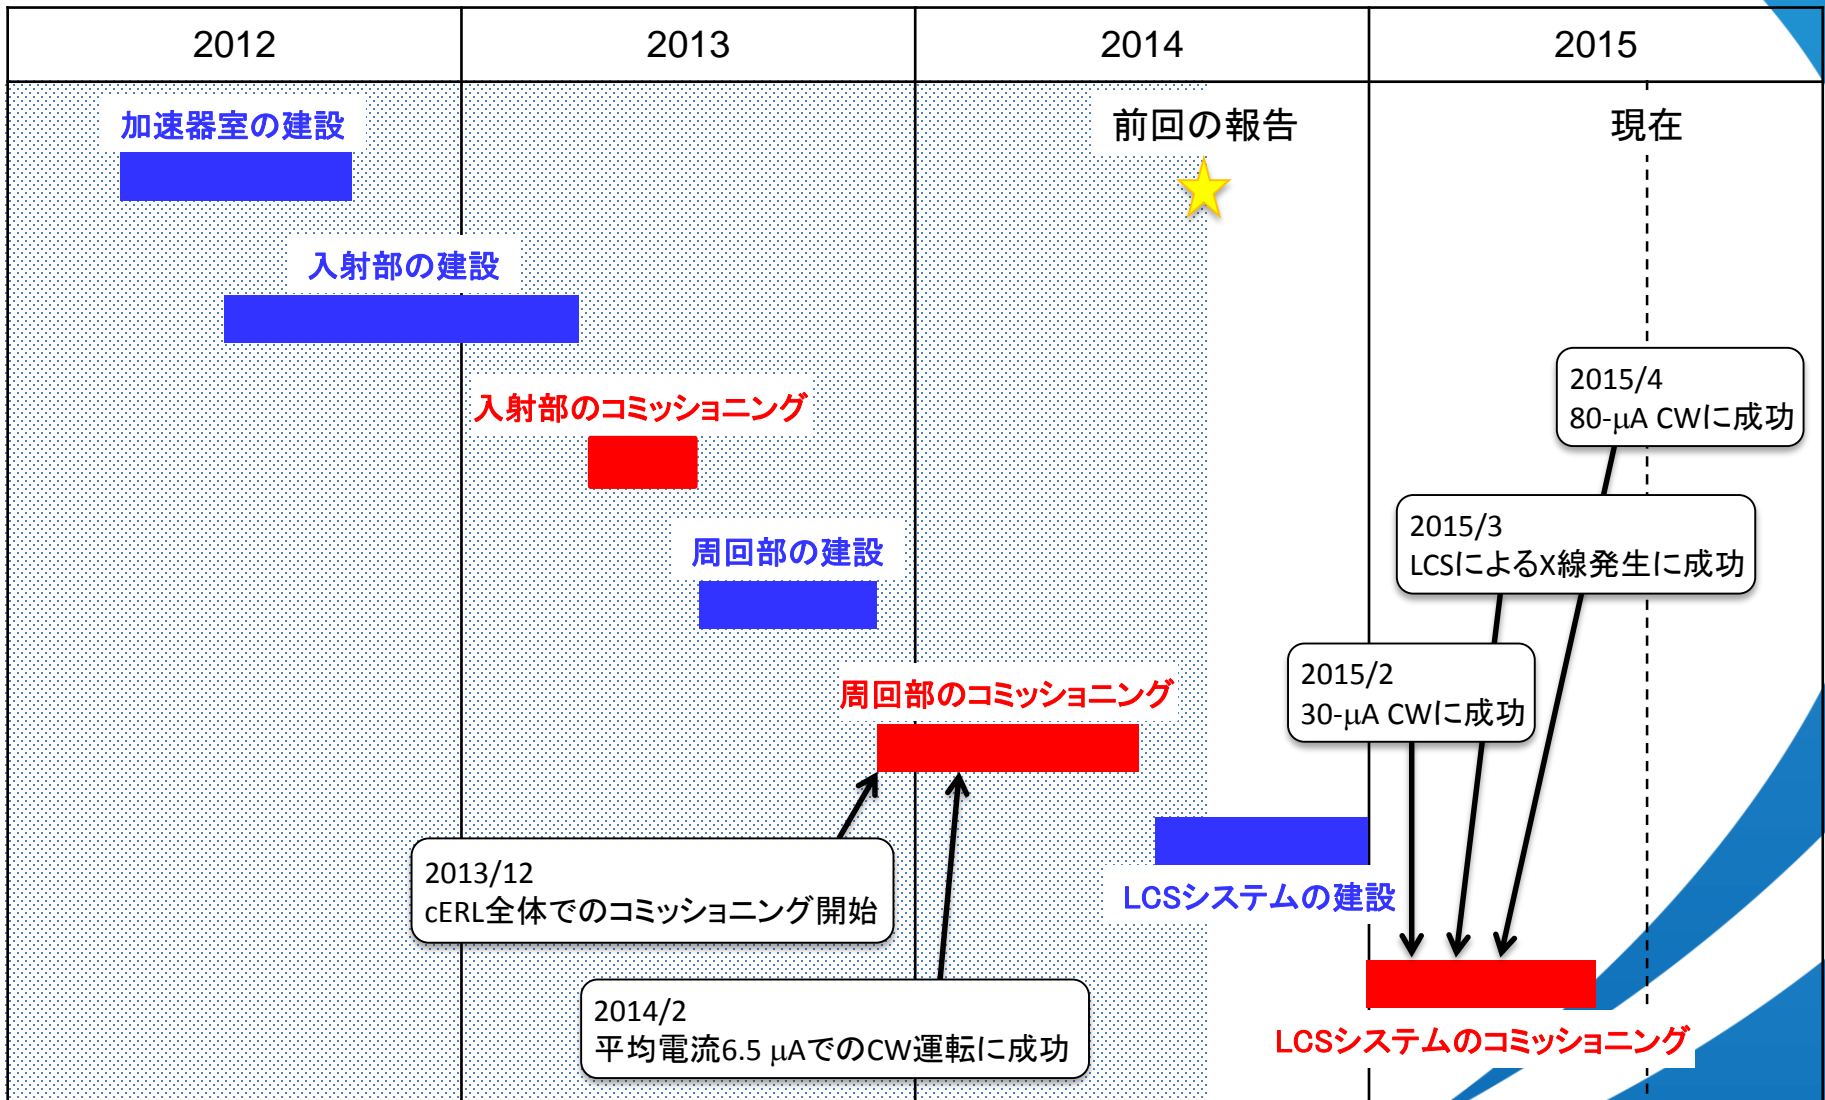 2012
2013
2014
2015
加速器室の建設
前回の報告
現在
入射部の建設
入射部のコミッショニング
2015/4
80-μA CWに成功
2015/3
LCSによるX線発生に成功
周回部の建設
2015/2
30-μA CWに成功
周回部のコミッショニング
2013/12
cERL全体でのコミッショニング開始
LCSシステムの建設
2014/2
平均電流6.5 μAでのCW運転に成功
LCSシステムのコミッショニング